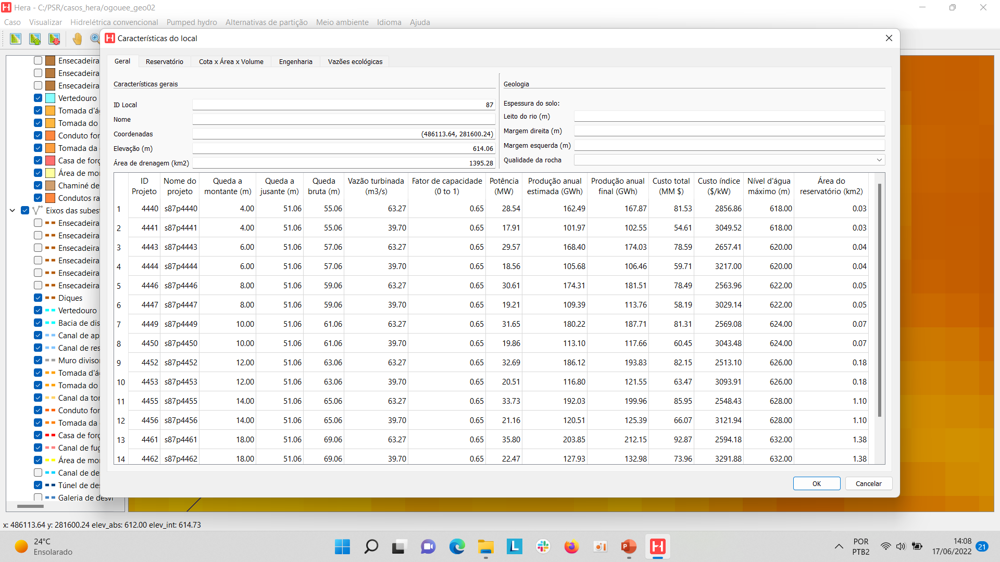 Hera - C:/PSR/casos_hera/ogouee_geo02
Caso Visualizar Hidrelétrica convencional Pumped hydro Alternativas de partição Meio ambiente Idioma Ajuda
Características do local
Geral Reservatório Cota x Área x Volume Engenharia Vazões ecológicas
Características gerais
ID Local 87
Nome
Coordenadas (486113.64, 281600.24)
Elevação (m) 614.06
Área de drenagem (km2) 1395.28
Geologia
Espessura do solo:
Leito do rio (m)
Margem direita (m)
Margem esquerda (m)
Qualidade da rocha
ID Projeto Nome do projeto Queda a montante (m) Queda a jusante (m) Queda bruta (m) Vazão turbinada (m3/s) Fator de capacidade (0 to 1) Potência (MW) Produção anual estimada (GWh) Produção anual final (GWh) Custo total (MM $) Custo índice ($/kW) Nível d'água máximo (m) Área do reservatório (km2)
1 4440 s87p4440 4.00 51.06 55.06 63.27 0.65 28.54 162.49 167.87 81.53 2856.86 618.00 0.03
2 4441 s87p4441 4.00 51.06 55.06 39.70 0.65 17.91 101.97 102.55 54.61 3049.52 618.00 0.03
3 4443 s87p4443 6.00 51.06 57.06 63.27 0.65 29.57 168.40 174.03 78.59 2657.41 620.00 0.04
4 4444 s87p4444 6.00 51.06 57.06 39.70 0.65 18.56 105.68 106.46 59.71 3217.00 620.00 0.04
5 4446 s87p4446 8.00 51.06 59.06 63.27 0.65 30.61 174.31 181.51 78.49 2563.96 622.00 0.05
6 4447 s87p4447 8.00 51.06 59.06 39.70 0.65 19.21 109.39 113.76 58.19 3029.14 622.00 0.05
7 4449 s87p4449 10.00 51.06 61.06 63.27 0.65 31.65 180.22 187.71 81.31 2569.08 624.00 0.07
8 4450 s87p4450 10.00 51.06 61.06 39.70 0.65 19.86 113.10 117.66 60.45 3043.48 624.00 0.07
9 4452 s87p4452 12.00 51.06 63.06 63.27 0.65 32.69 186.12 193.83 82.15 2513.10 626.00 0.18
10 4453 s87p4453 12.00 51.06 63.06 39.70 0.65 20.51 116.80 121.55 63.47 3093.91 626.00 0.18
11 4455 s87p4455 14.00 51.06 65.06 63.27 0.65 33.73 192.03 199.96 85.95 2548.43 628.00 1.10
12 4456 s87p4456 14.00 51.06 65.06 39.70 0.65 21.16 120.51 125.39 66.07 3121.94 628.00 1.10
13 4461 s87p4461 18.00 51.06 69.06 63.27 0.65 35.80 203.85 212.15 92.87 2594.18 632.00 1.38
14 4462 s87p4462 18.00 51.06 69.06 39.70 0.65 22.47 127.93 132.98 73.96 3291.88 632.00 1.38
OK Cancelar
Ensecadeira
Ensecadeira
Ensecadeira
Vertedouro
Tomada d'ág
Tomada do
Conduto for
Tomada da
Casa de forç
Área de mon
Chaminé de
Condutos ra
Eixos das subest
Ensecadeira
Ensecadeira
Ensecadeira
Ensecadeira
Ensecadeira
Ensecadeira
Diques
Vertedouro
Bacia de dis
Canal de ap
Canal de res
Muro divisor
Tomada d'ág
Tomada do
Canal da tor
Conduto for
Tomada da
Casa de forç
Canal de fug
Área de mon
Canal de de
Túnel de des
Galeria de desvi
x: 486113.64 y: 281600.24 elev_abs: 612.00 elev_int: 614.73
24°C
Ensolarado
POR
PTB2
14:08
17/06/2022
21